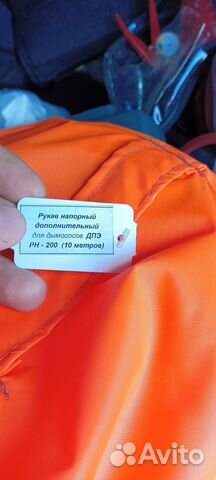 Рукав напорный
дополнительный
для дымососов ДПЭ
РН - 200 (10 метров)
Avito